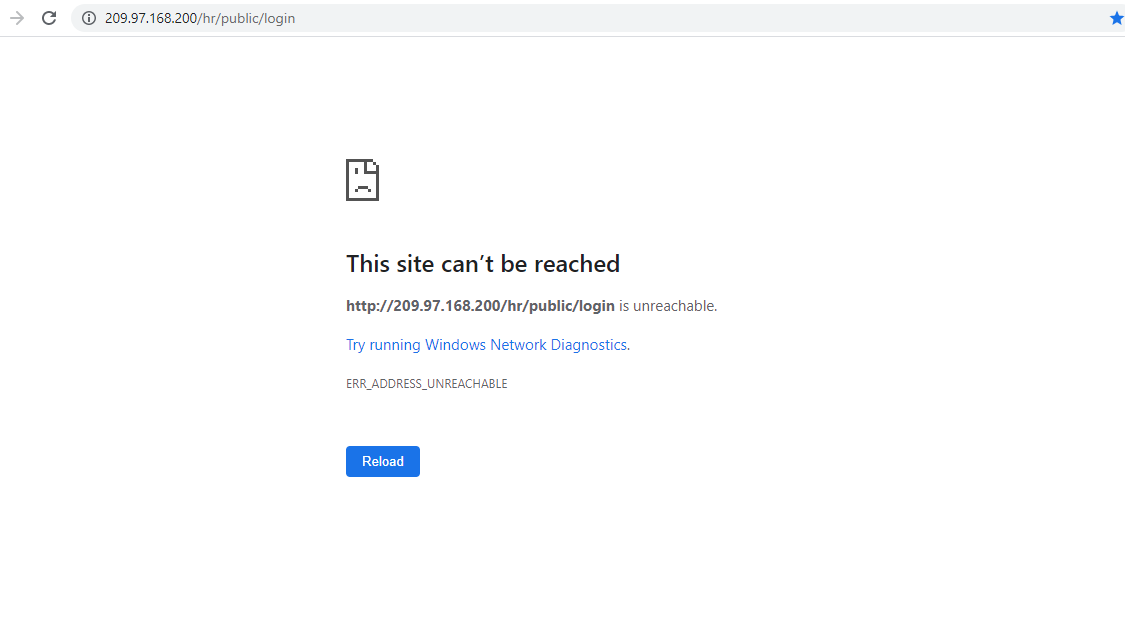 209.97.168.200/hr/public/login
This site can’t be reached
http://209.97.168.200/hr/public/login is unreachable.
Try running Windows Network Diagnostics.
ERR_ADDRESS_UNREACHABLE
Reload